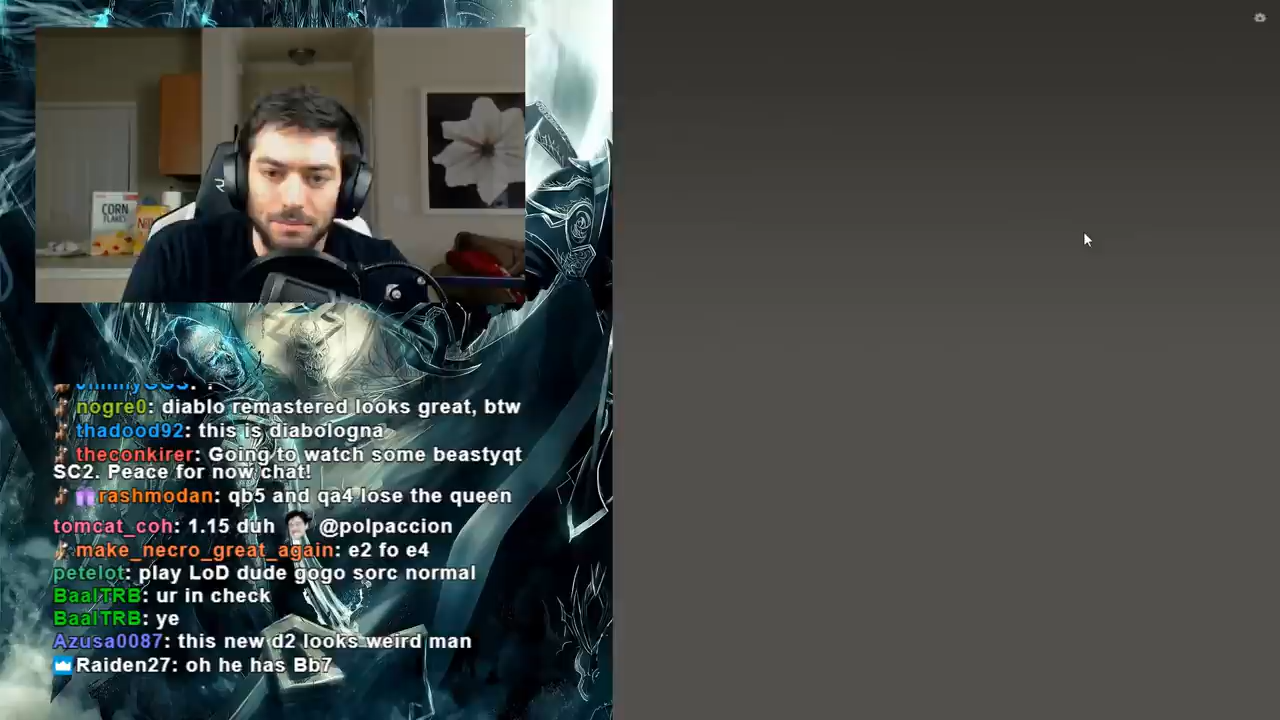 CORN
FLAKES
nogre0: diablo remastered looks great, btw
thadood92: this is diabologna
theconkirer: Going to watch some beastyqt
SC2. Peace for now chat!
rashmodan: qb5 and qa4 lose the queen
tomcat_coh: 1.15 duh @polpaccion
make_necro_great_again: e2 fo e4
petelot: play LoD dude gogo sorc normal
BaalTRB: ur in check
BaalTRB: ye
Azusa0087: this new d2 looks weird man
Raiden27: oh he has Bb7